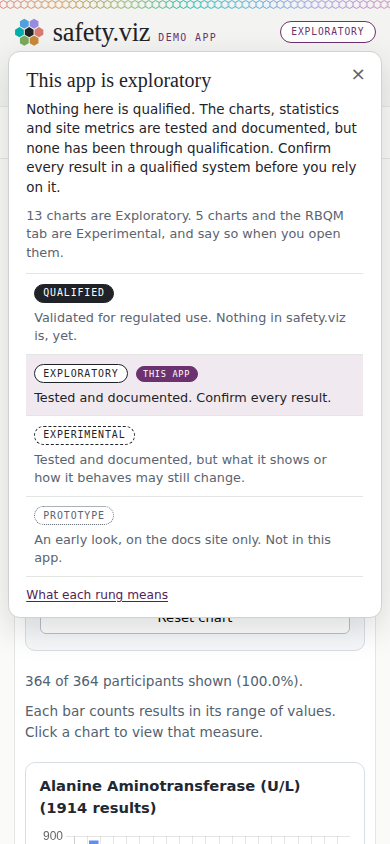 safety.viz DEMO APP
EXPLORATORY
This app is exploratory
Nothing here is qualified. The charts, statistics
and site metrics are tested and documented, but
none has been through qualification. Confirm
every result in a qualified system before you rely
on it.
13 charts are Exploratory. 5 charts and the RBQM
tab are Experimental, and say so when you open
them.
QUALIFIED
Validated for regulated use. Nothing in safety.viz
is, yet.
EXPLORATORY THIS APP
Tested and documented. Confirm every result.
EXPERIMENTAL
Tested and documented, but what it shows or
how it behaves may still change.
PROTOTYPE
An early look, on the docs site only. Not in this
app.
What each rung means
Reset chart
364 of 364 participants shown (100.0%).
Each bar counts results in its range of values.
Click a chart to view that measure.
Alanine Aminotransferase (U/L)
(1914 results)
900